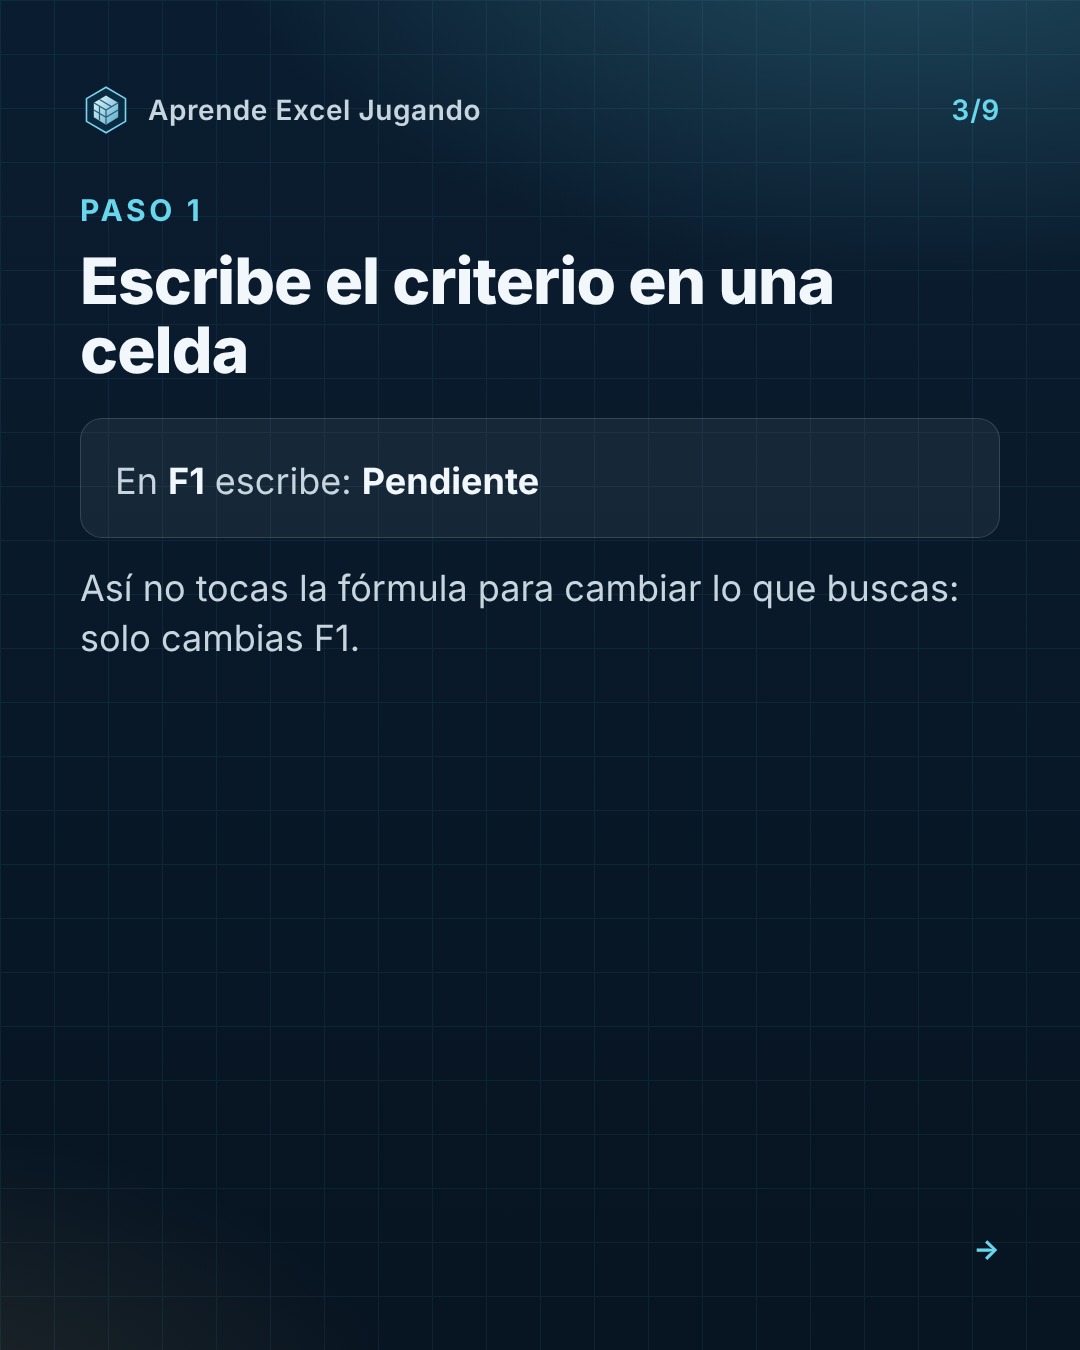 Aprende Excel Jugando
3/9
PASO 1
Escribe el criterio en una
celda
En F1 escribe: Pendiente
Así no tocas la fórmula para cambiar lo que buscas:
solo cambias F1.
→